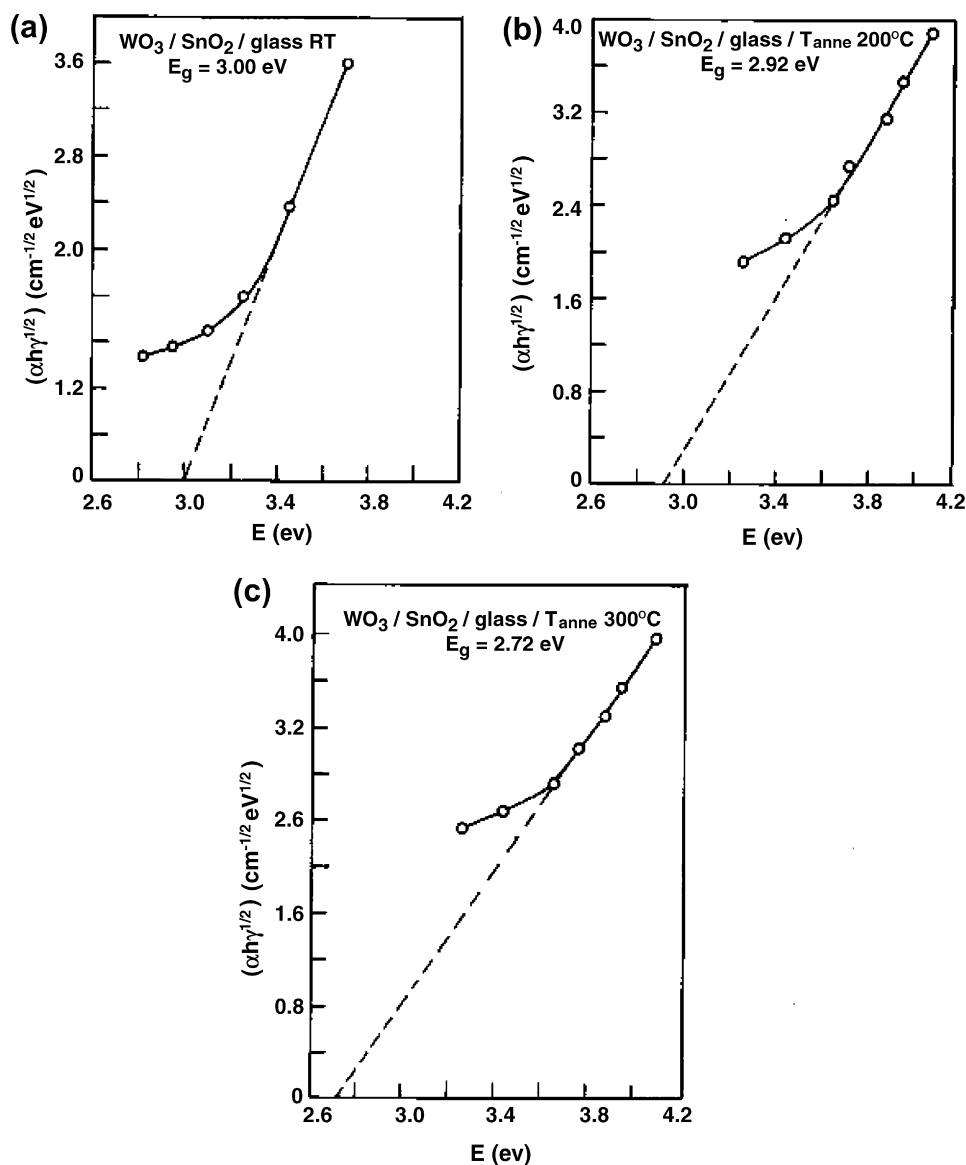 (a)
WO3 / SnO2 / glass RT
Eg = 3.00 eV
3.6
2.8
2.0
1.2
0
(αhγ1/2) (cm-1/2 eV1/2)
2.6 3.0 3.4 3.8 4.2
E (ev)
(b)
WO3 / SnO2 / glass / Tanne 200°C
Eg = 2.92 eV
4.0
3.2
2.4
1.6
0.8
0
(αhγ1/2) (cm-1/2 eV1/2)
2.6 3.0 3.4 3.8 4.2
E (ev)
(c)
WO3 / SnO2 / glass / Tanne 300°C
Eg = 2.72 eV
4.0
3.2
2.6
1.6
0.8
0
(αhγ1/2) (cm-1/2 eV1/2)
2.6 3.0 3.4 3.8 4.2
E (ev)